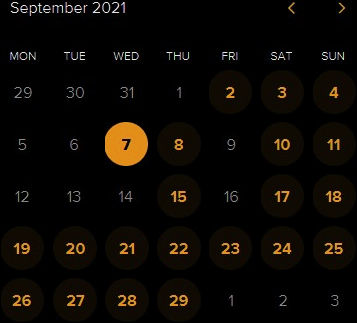 September 2021
MON TUE WED THU FRI SAT SUN
29 30 31 1 2 3 4
5 6 7 8 9 10 11
12 13 14 15 16 17 18
19 20 21 22 23 24 25
26 27 28 29 1 2 3